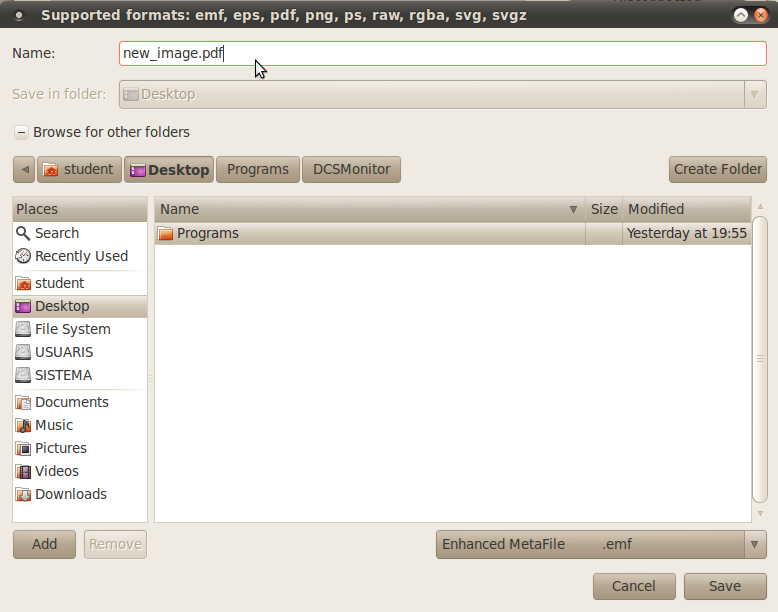 Supported formats: emf, eps, pdf, png, ps, raw, rgba, svg, svgz
Name: new_image.pdf
Save in folder: Desktop
Browse for other folders
student Desktop Programs DCSMonitor Create Folder
Places
Search
Recently Used
student
Desktop
File System
USUARIS
SISTEMA
Documents
Music
Pictures
Videos
Downloads
Name Size Modified
Programs Yesterday at 19:55
Add Remove Enhanced MetaFile .emf
Cancel Save